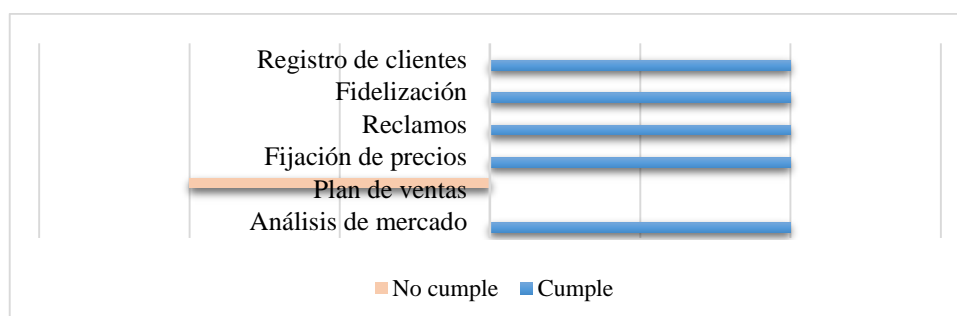 Registro de clientes
Fidelización
Reclamos
Fijación de precios
Plan de ventas
Análisis de mercado
No cumple Cumple